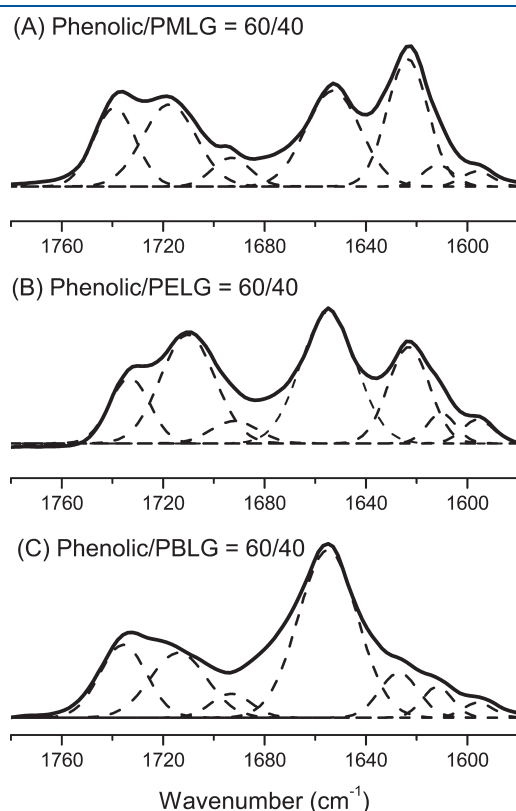 (A) Phenolic/PMLG = 60/40
1760 1720 1680 1640 1600
(B) Phenolic/PELG = 60/40
1760 1720 1680 1640 1600
(C) Phenolic/PBLG = 60/40
1760 1720 1680 1640 1600
Wavenumber (cm⁻¹)